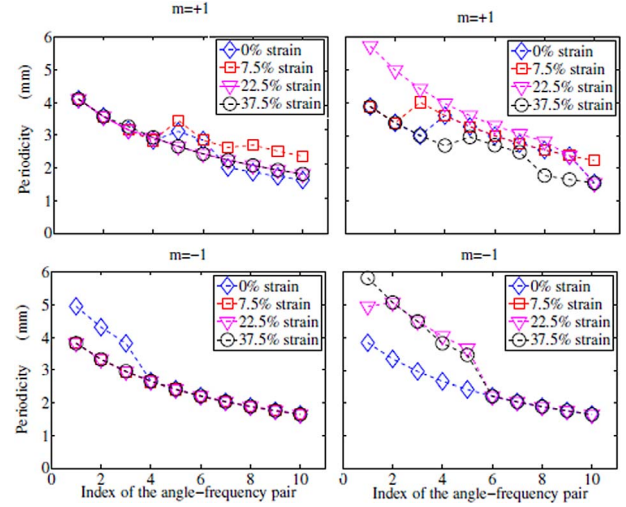 m=+1
m=+1
6
5
4
3
2
1
0
Periodicity (mm)
0% strain
7.5% strain
22.5% strain
37.5% strain
0% strain
7.5% strain
22.5% strain
37.5% strain
m=−1
m=−1
6
5
4
3
2
1
0
Periodicity (mm)
0% strain
7.5% strain
22.5% strain
37.5% strain
0% strain
7.5% strain
22.5% strain
37.5% strain
0 2 4 6 8 10
0 2 4 6 8 10
Index of the angle−frequency pair
Index of the angle−frequency pair